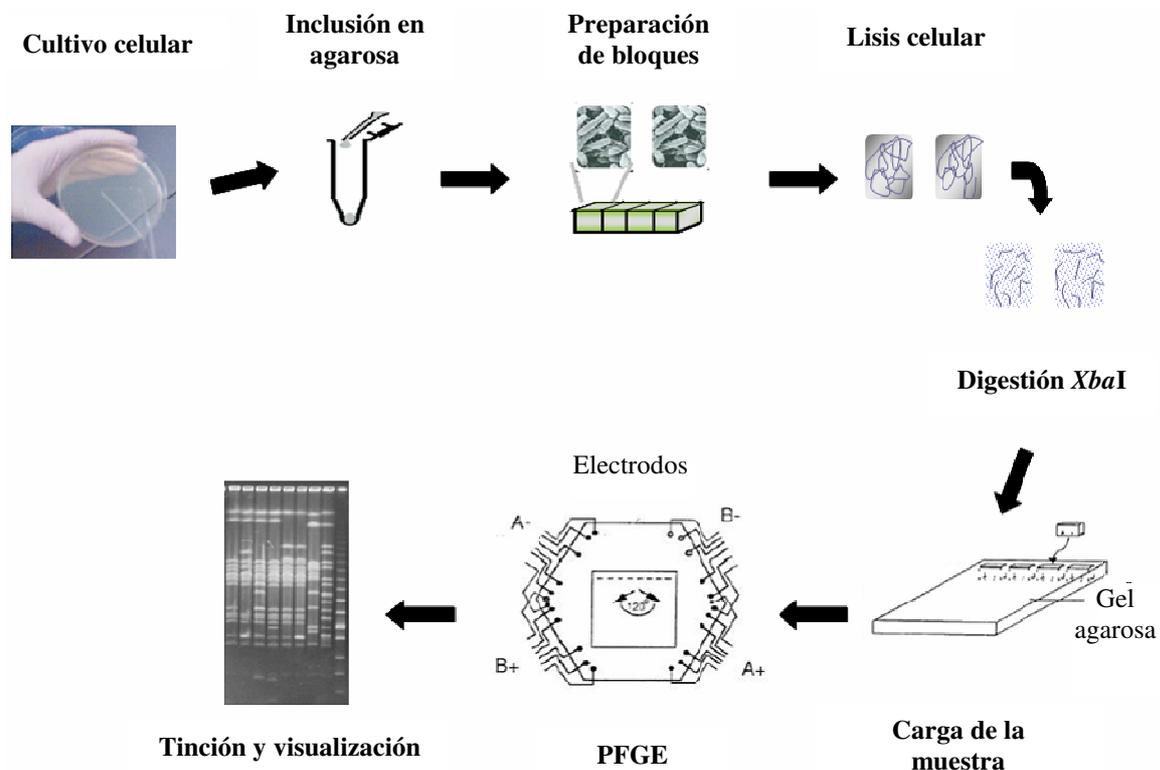 Cultivo celular
Inclusión en
agarosa
Preparación
de bloques
Lisis celular
Digestión XbaI
Electrodos
A-
B-
120°
B+
A+
Gel
agarosa
Tinción y visualización
PFGE
Carga de la
muestra